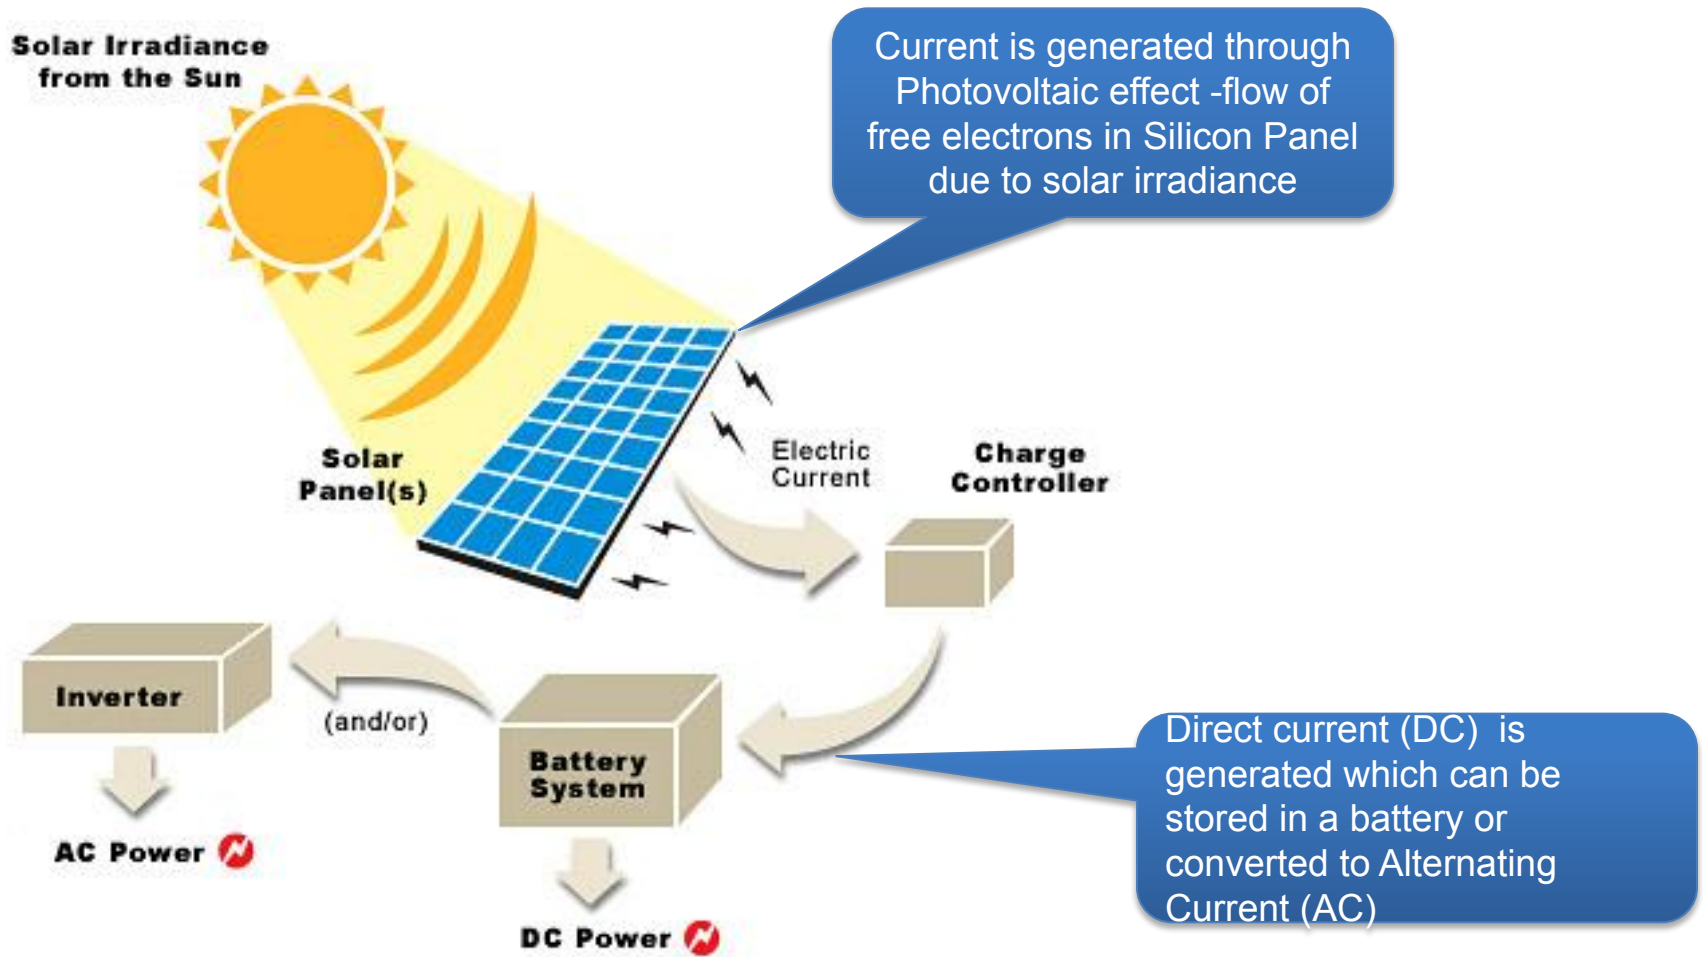 Solar Irradiance
from the Sun
Current is generated through
Photovoltaic effect -flow of
free electrons in Silicon Panel
due to solar irradiance
Solar
Panel(s)
Electric
Current
Charge
Controller
Inverter
(and/or)
Battery
System
AC Power
DC Power
Direct current (DC)  is
generated which can be
stored in a battery or
converted to Alternating
Current (AC)